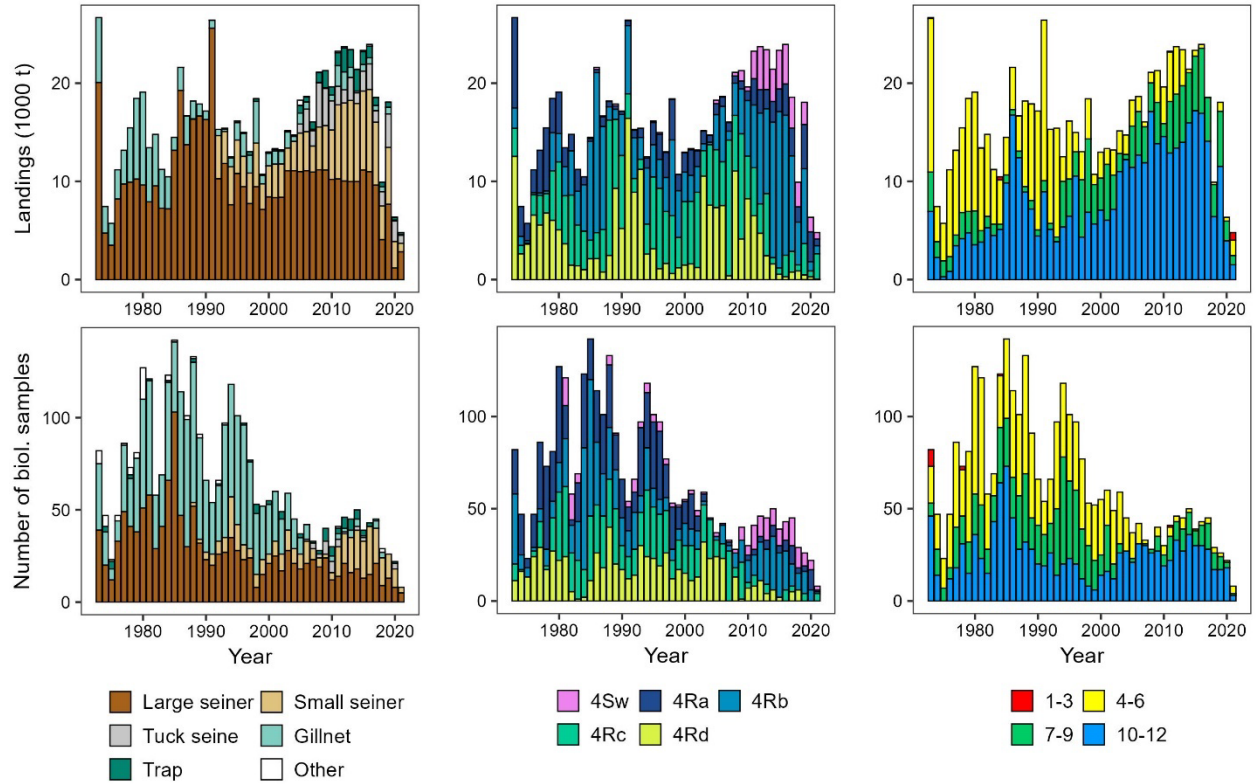 Landings (1000 t)
20
10
0
1980 1990 2000 2010 2020
20
10
0
1980 1990 2000 2010 2020
20
10
0
1980 1990 2000 2010 2020
Number of biol. samples
100
50
0
1980 1990 2000 2010 2020
Year
100
50
0
1980 1990 2000 2010 2020
Year
100
50
0
1980 1990 2000 2010 2020
Year
Large seiner Small seiner
Tuck seine Gillnet
Trap Other
4Sw 4Ra 4Rb
4Rc 4Rd
1-3 4-6
7-9 10-12